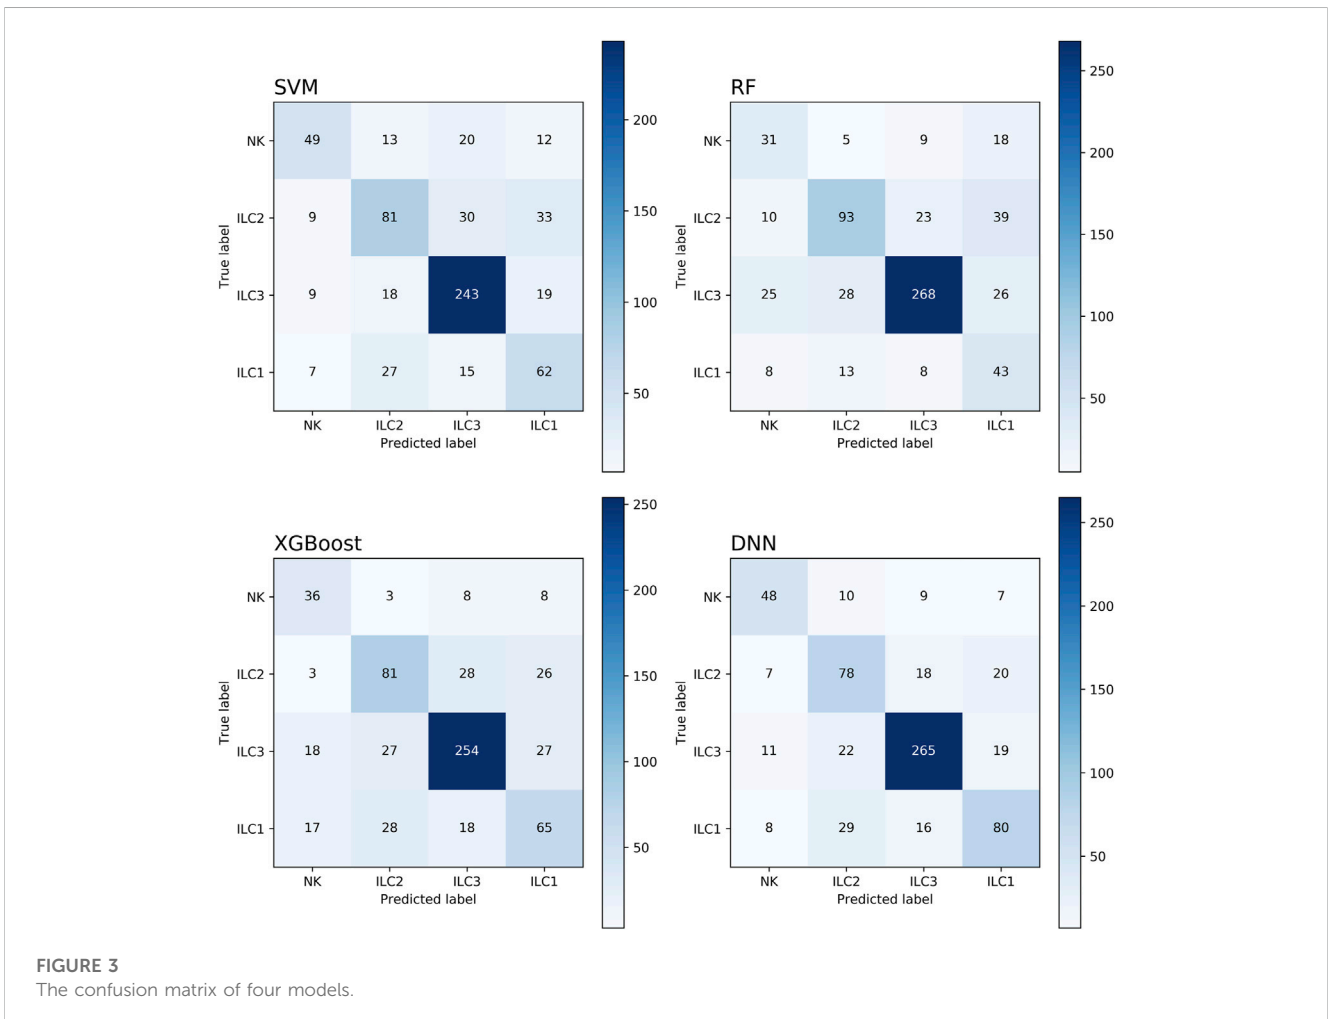 SVM
NK 49 13 20 12
ILC2 9 81 30 33
ILC3 9 18 243 19
ILC1 7 27 15 62
NK ILC2 ILC3 ILC1
Predicted label
True label
200
150
100
50
RF
NK 31 5 9 18
ILC2 10 93 23 39
ILC3 25 28 268 26
ILC1 8 13 8 43
NK ILC2 ILC3 ILC1
Predicted label
True label
250
200
150
100
50
XGBoost
NK 36 3 8 8
ILC2 3 81 28 26
ILC3 18 27 254 27
ILC1 17 28 18 65
NK ILC2 ILC3 ILC1
Predicted label
True label
250
200
150
100
50
DNN
NK 48 10 9 7
ILC2 7 78 18 20
ILC3 11 22 265 19
ILC1 8 29 16 80
NK ILC2 ILC3 ILC1
Predicted label
True label
250
200
150
100
50
FIGURE 3
The confusion matrix of four models.